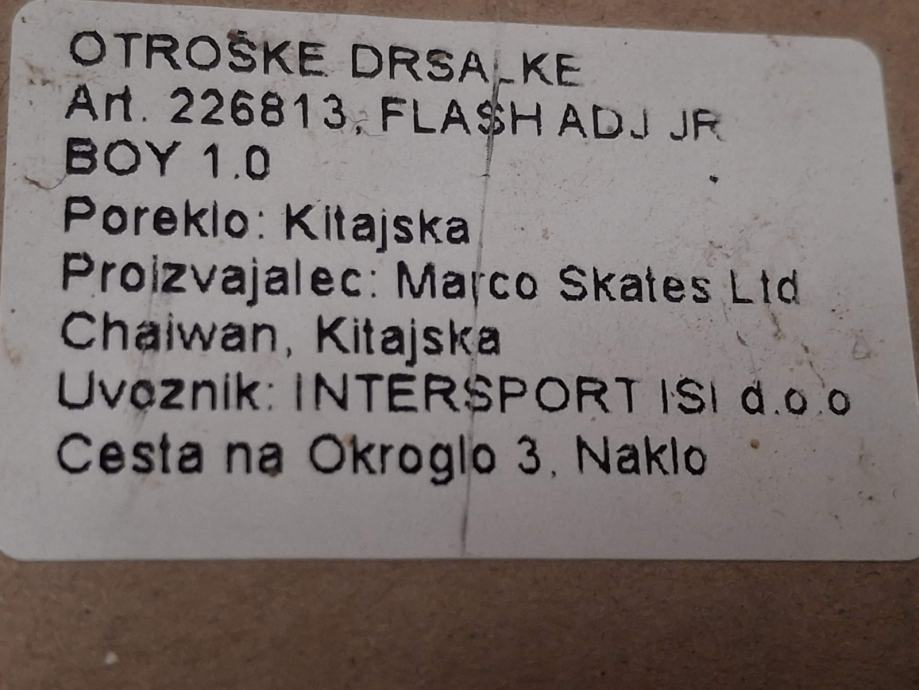 OTROŠKE DRSALKE
Art. 226813, FLASH ADJ JR
BOY 1.0
Poreklo: Kitajska
Proizvajalec: Marco Skates Ltd
Chaiwan, Kitajska
Uvoznik: INTERSPORT ISI d.o.o
Cesta na Okroglo 3, Naklo